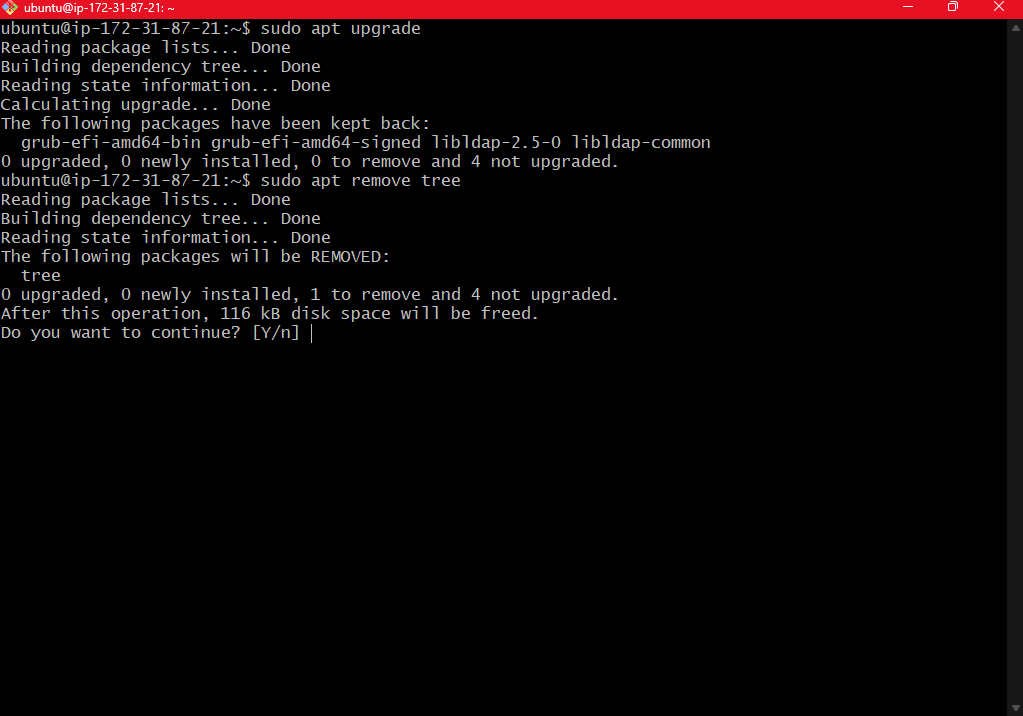 ubuntu@ip-172-31-87-21: ~
ubuntu@ip-172-31-87-21:~$ sudo apt upgrade
Reading package lists... Done
Building dependency tree... Done
Reading state information... Done
Calculating upgrade... Done
The following packages have been kept back:
  grub-efi-amd64-bin grub-efi-amd64-signed libldap-2.5-0 libldap-common
0 upgraded, 0 newly installed, 0 to remove and 4 not upgraded.
ubuntu@ip-172-31-87-21:~$ sudo apt remove tree
Reading package lists... Done
Building dependency tree... Done
Reading state information... Done
The following packages will be REMOVED:
  tree
0 upgraded, 0 newly installed, 1 to remove and 4 not upgraded.
After this operation, 116 kB disk space will be freed.
Do you want to continue? [Y/n]